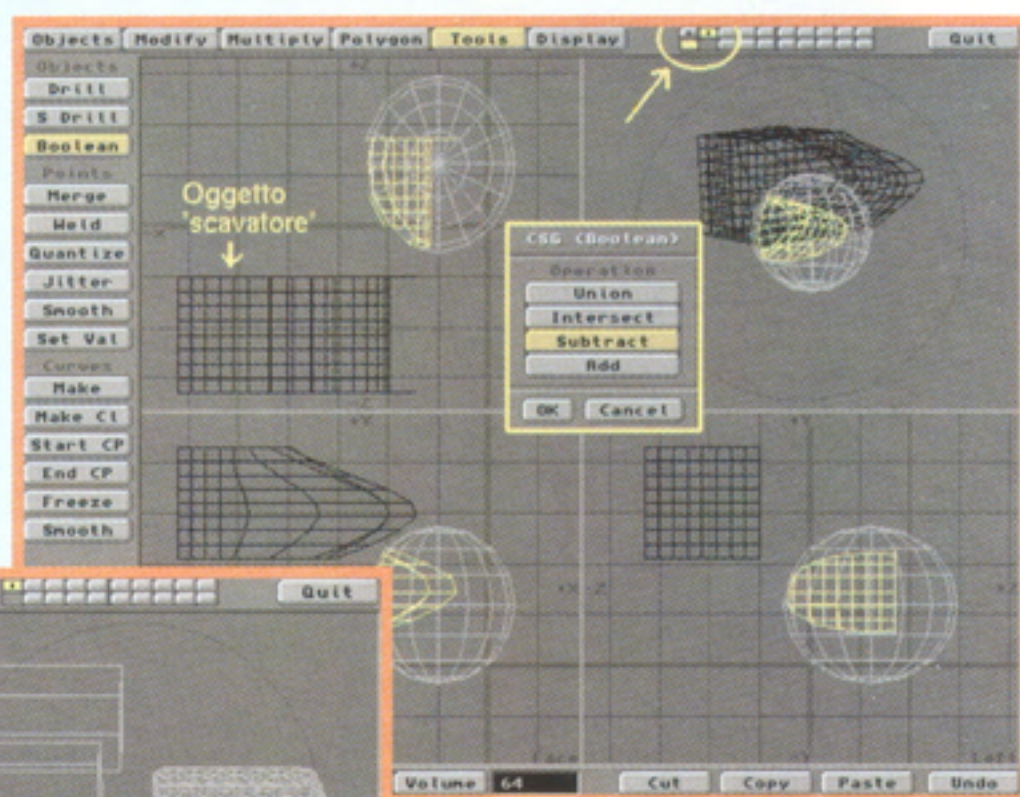 Objects Modify Multiply Polygon Tools Display Quit
Objects
Drill
S Drill
Boolean
Points
Merge
Weld
Quantize
Jitter
Smooth
Set Val
Curves
Make
Make Cl
Start CP
End CP
Freeze
Smooth
Oggetto
'scavatore'
CSG (Boolean)
Operation
Union
Intersect
Subtract
Add
OK Cancel
Quit
Face
Left
Volume 64 Cut Copy Paste Undo